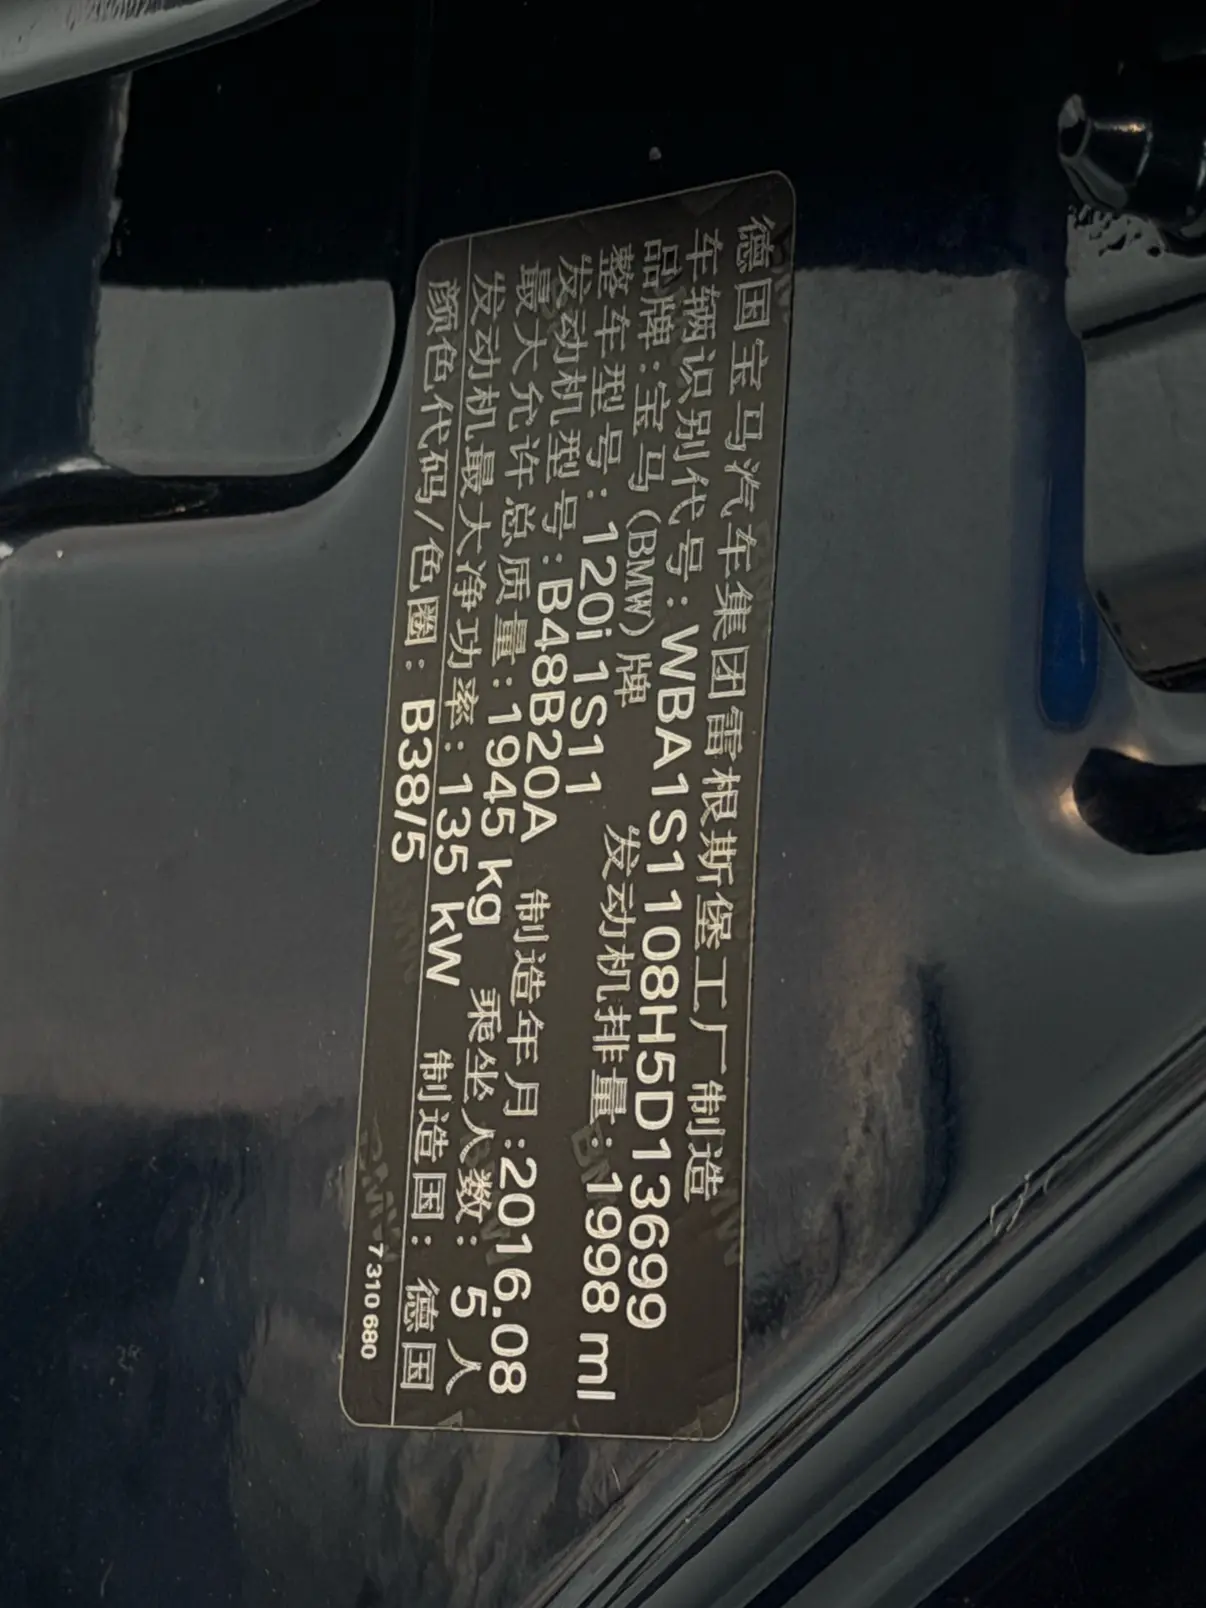 德国宝马汽车集团雷根斯堡工厂制造
车辆识别代号：WBA1S1108H5D13699
品牌：宝马(BMW)牌
整车型号：120i 1S11 发动机排量：1998 ml
发动机型号：B48B20A 制造年月：2016.08
最大允许总质量：1945 kg 乘坐人数：5 人
发动机最大净功率：135 kW 制造国：德国
颜色代码/色圈：B38/5
7310680